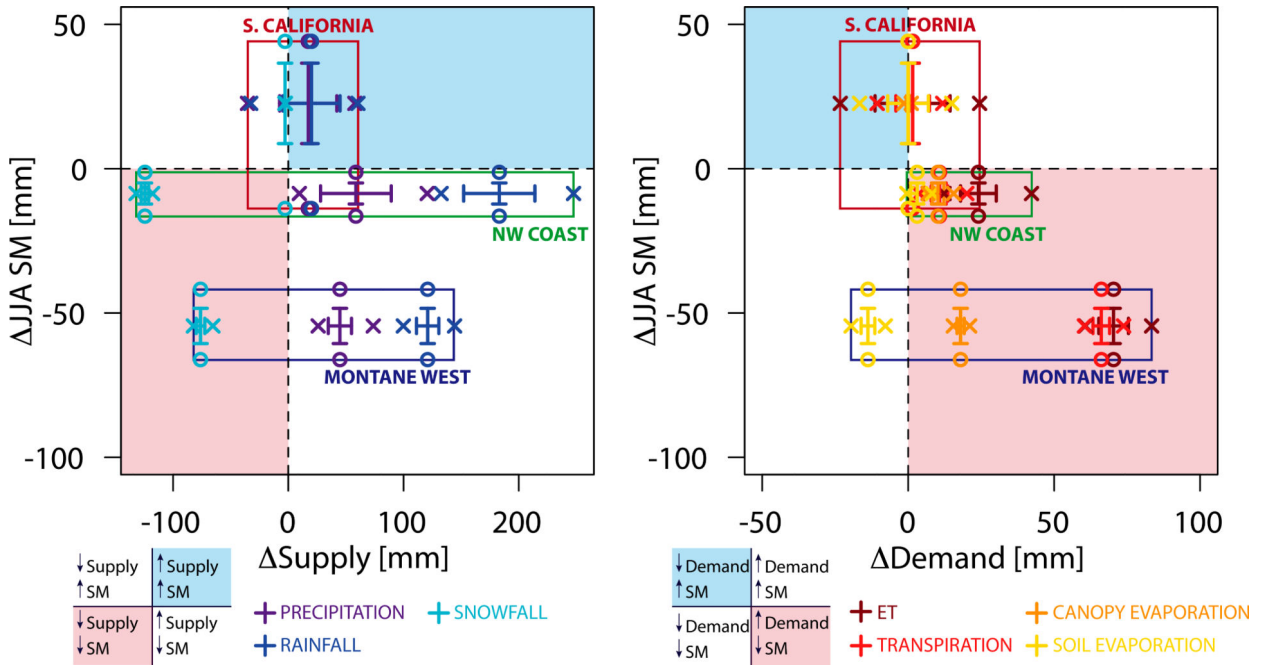 S. CALIFORNIA
50
0
-50
-100
ΔJJA SM [mm]
NW COAST
MONTANE WEST
-100
0
100
200
ΔSupply [mm]
↓ Supply
↑ SM
↑ Supply
↑ SM
↓ Supply
↓ SM
↑ Supply
↓ SM
PRECIPITATION
SNOWFALL
RAINFALL
S. CALIFORNIA
50
0
-50
-100
ΔJJA SM [mm]
NW COAST
MONTANE WEST
-50
0
50
100
ΔDemand [mm]
↓ Demand
↑ SM
↑ Demand
↑ SM
↓ Demand
↓ SM
↑ Demand
↓ SM
ET
CANOPY EVAPORATION
TRANSPIRATION
SOIL EVAPORATION